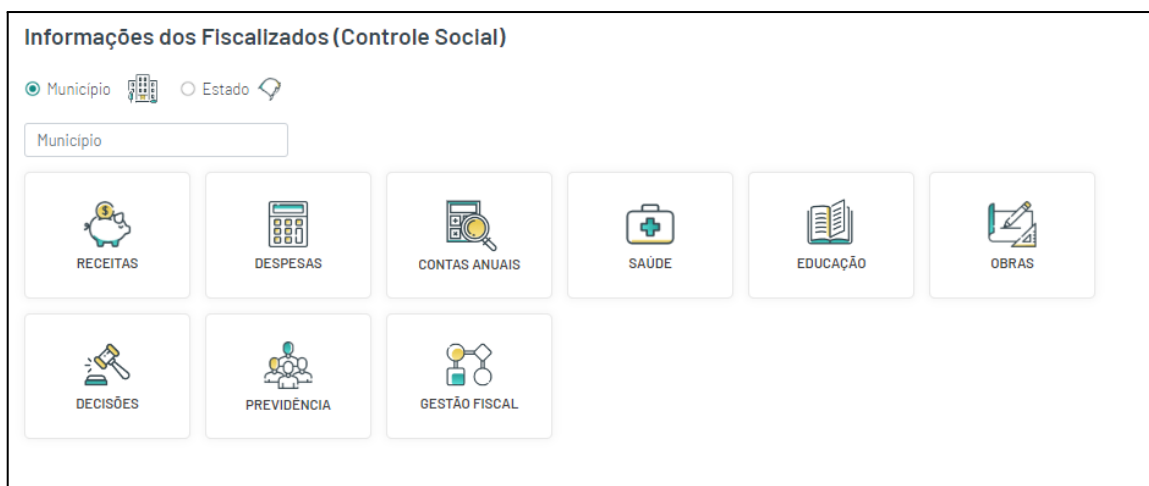 Informações dos Fiscalizados (Controle Social)
Município Estado
Município
RECEITAS DESPESAS CONTAS ANUAIS SAÚDE EDUCAÇÃO OBRAS
DECISÕES PREVIDÊNCIA GESTÃO FISCAL